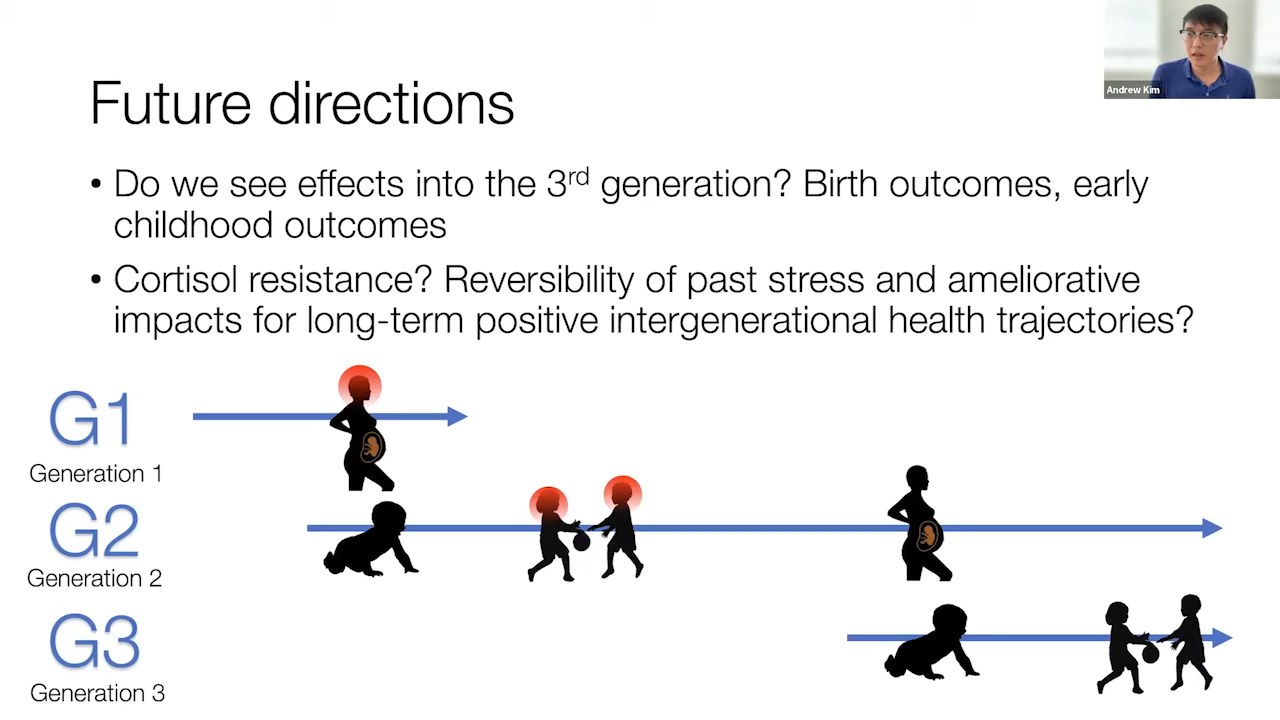 Andrew Kim
Future directions
• Do we see effects into the 3rd generation? Birth outcomes, early
childhood outcomes
• Cortisol resistance? Reversibility of past stress and ameliorative
impacts for long-term positive intergenerational health trajectories?
G1
Generation 1
G2
Generation 2
G3
Generation 3